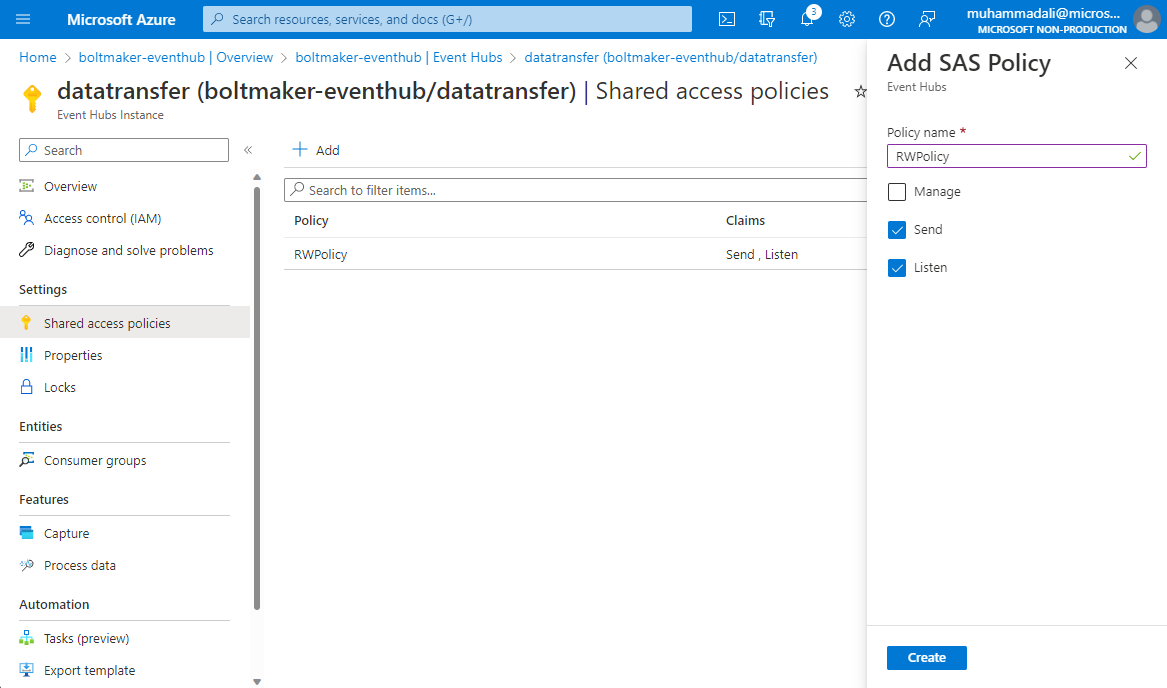 Microsoft Azure
Search resources, services, and docs (G+/)
3
muhammadali@micros...
MICROSOFT NON-PRODUCTION
Home > boltmaker-eventhub | Overview > boltmaker-eventhub | Event Hubs > datatransfer (boltmaker-eventhub/datatransfer)
datatransfer (boltmaker-eventhub/datatransfer) | Shared access policies
Event Hubs Instance
Search
«
Overview
Access control (IAM)
Diagnose and solve problems
Settings
Shared access policies
Properties
Locks
Entities
Consumer groups
Features
Capture
Process data
Automation
Tasks (preview)
Export template
+ Add
Search to filter items...
Policy Claims
RWPolicy Send , Listen
Add SAS Policy
Event Hubs
Policy name *
RWPolicy
Manage
Send
Listen
Create